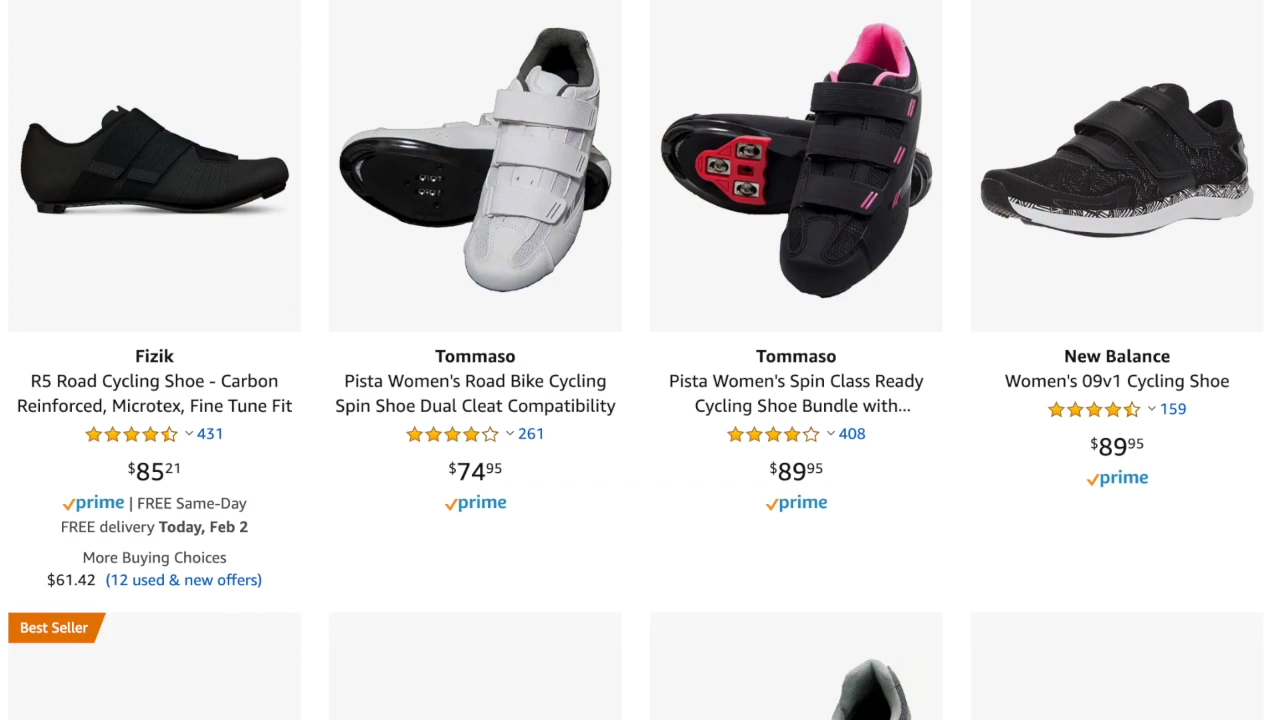 Fizik
R5 Road Cycling Shoe - Carbon
Reinforced, Microtex, Fine Tune Fit
431
$85 21
prime | FREE Same-Day
FREE delivery Today, Feb 2
More Buying Choices
$61.42 (12 used & new offers)
Tommaso
Pista Women's Road Bike Cycling
Spin Shoe Dual Cleat Compatibility
261
$74 95
prime
Tommaso
Pista Women's Spin Class Ready
Cycling Shoe Bundle with...
408
$89 95
prime
New Balance
Women's 09v1 Cycling Shoe
159
$89 95
prime
Best Seller